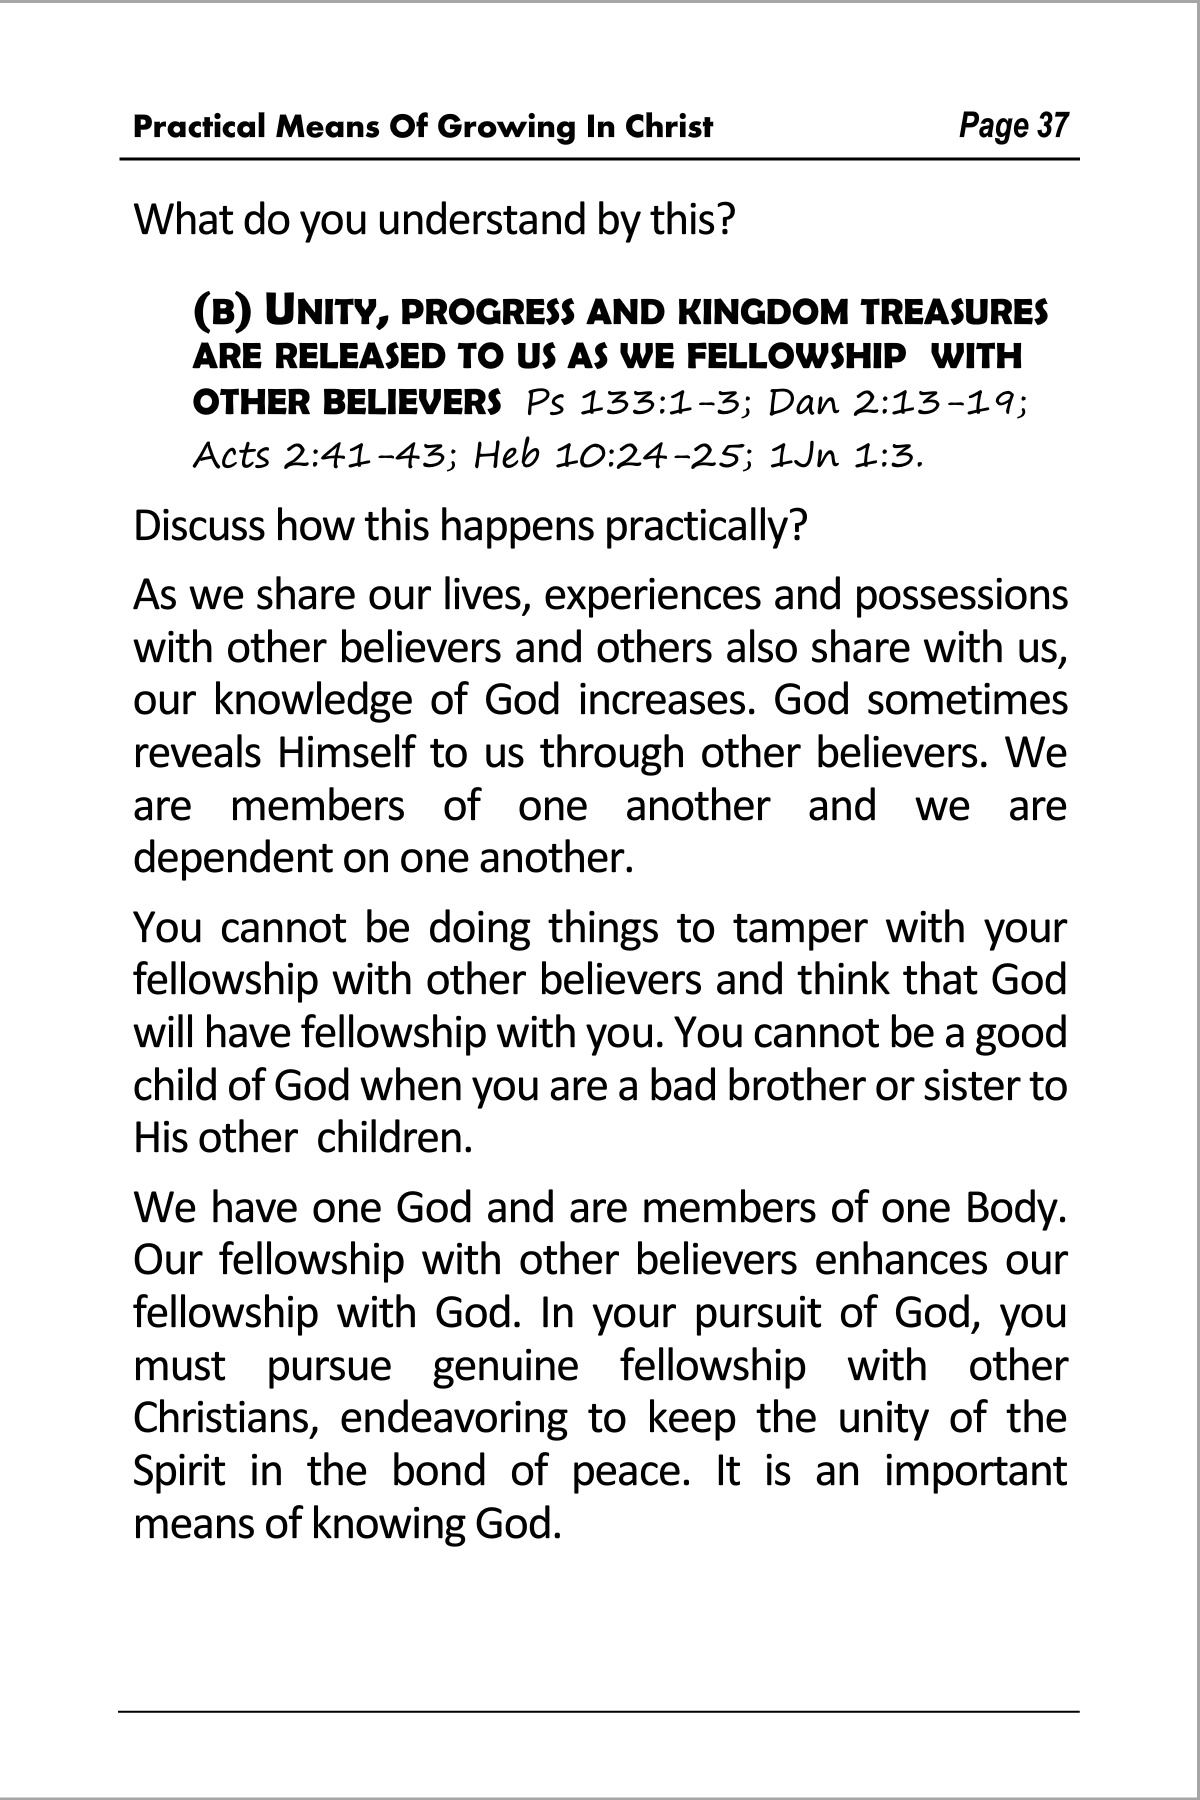 Practical Means Of Growing In Christ Page 37
What do you understand by this?
(B) UNITY, PROGRESS AND KINGDOM TREASURES
ARE RELEASED TO US AS WE FELLOWSHIP WITH
OTHER BELIEVERS Ps 133:1-3; Dan 2:13-19;
Acts 2:41-43; Heb 10:24-25; 1Jn 1:3.
Discuss how this happens practically?
As we share our lives, experiences and possessions
with other believers and others also share with us,
our knowledge of God increases. God sometimes
reveals Himself to us through other believers. We
are members of one another and we are
dependent on one another.
You cannot be doing things to tamper with your
fellowship with other believers and think that God
will have fellowship with you. You cannot be a good
child of God when you are a bad brother or sister to
His other children.
We have one God and are members of one Body.
Our fellowship with other believers enhances our
fellowship with God. In your pursuit of God, you
must pursue genuine fellowship with other
Christians, endeavoring to keep the unity of the
Spirit in the bond of peace. It is an important
means of knowing God.